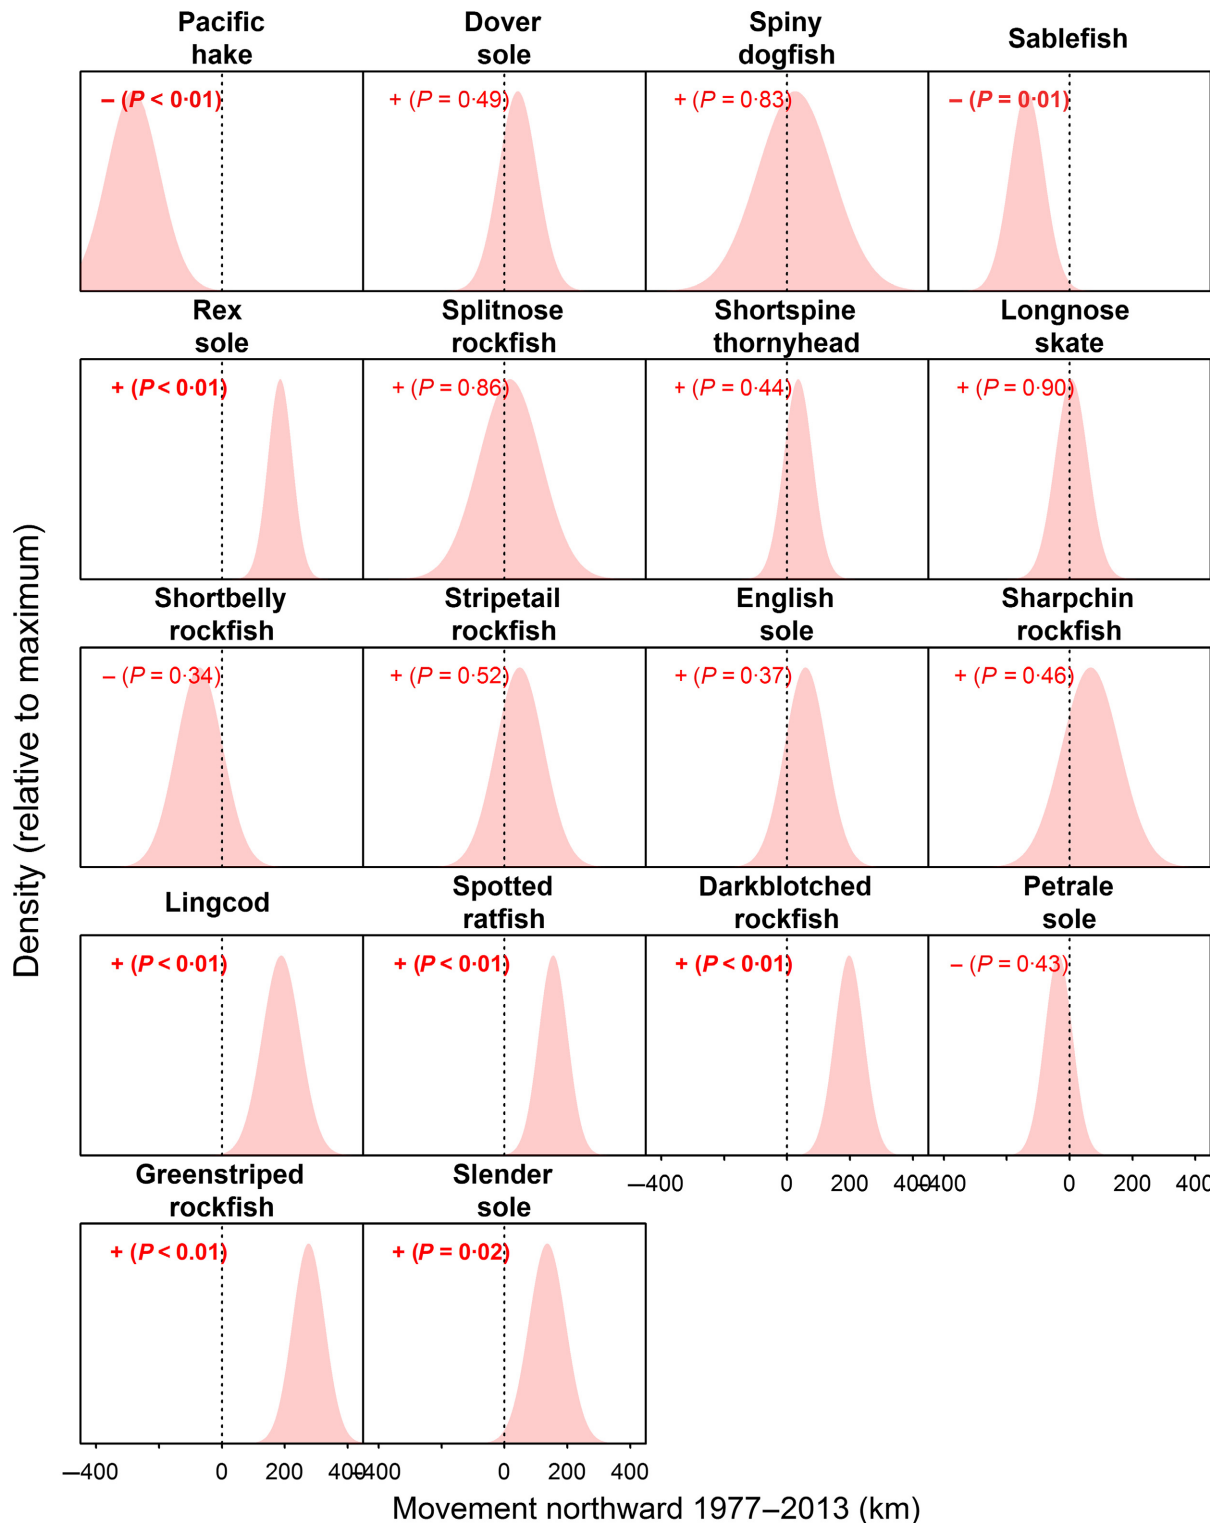 Pacific
hake
Dover
sole
Spiny
dogfish
Sablefish
– (P < 0·01)
+ (P = 0·49)
+ (P = 0·83)
– (P = 0·01)
Rex
sole
Splitnose
rockfish
Shortspine
thornyhead
Longnose
skate
+ (P < 0·01)
+ (P = 0·86)
+ (P = 0·44)
+ (P = 0·90)
Shortbelly
rockfish
Stripetail
rockfish
English
sole
Sharpchin
rockfish
– (P = 0·34)
+ (P = 0·52)
+ (P = 0·37)
+ (P = 0·46)
Lingcod
Spotted
ratfish
Darkblotched
rockfish
Petrale
sole
+ (P < 0·01)
+ (P < 0·01)
+ (P < 0·01)
– (P = 0·43)
Greenstriped
rockfish
Slender
sole
–400 0 200 400
–400 0 200 400
+ (P < 0.01)
+ (P = 0·02)
–400 0 200 400
–400 0 200 400
Movement northward 1977–2013 (km)
Density (relative to maximum)